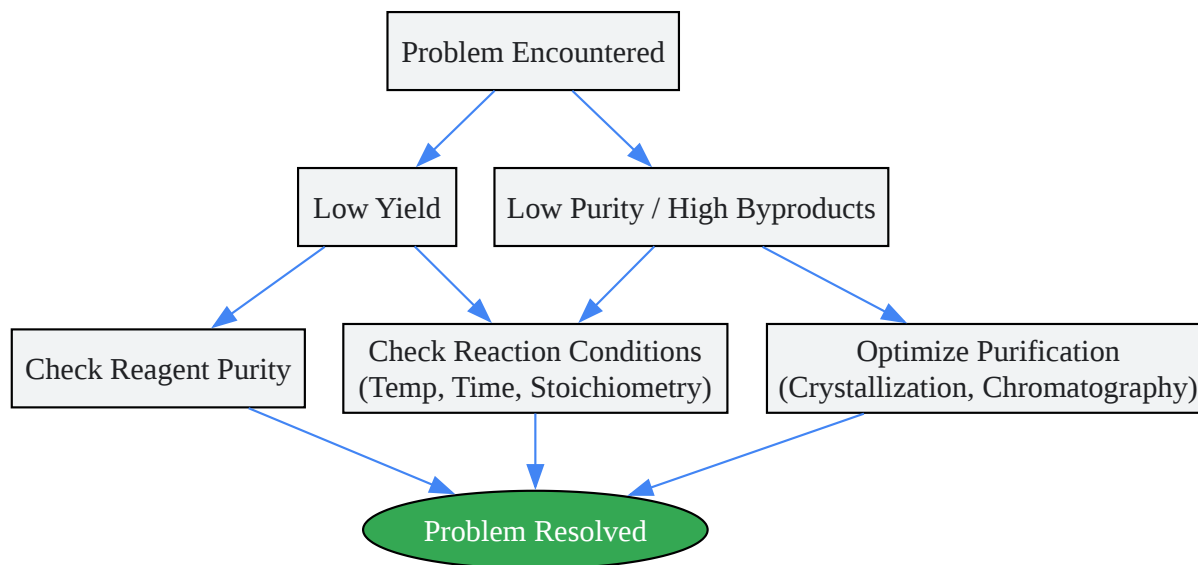 Problem Encountered
Low Yield
Low Purity / High Byproducts
Check Reagent Purity
Check Reaction Conditions
(Temp, Time, Stoichiometry)
Optimize Purification
(Crystallization, Chromatography)
Problem Resolved